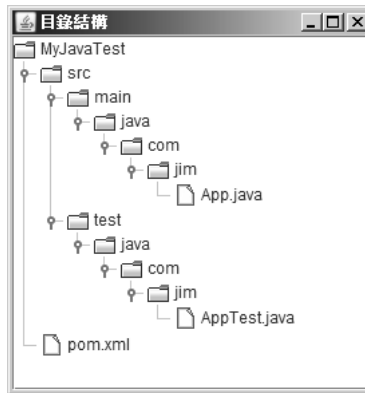 目錄結構
MyJavaTest
src
main
java
com
jim
App.java
test
java
com
jim
AppTest.java
pom.xml